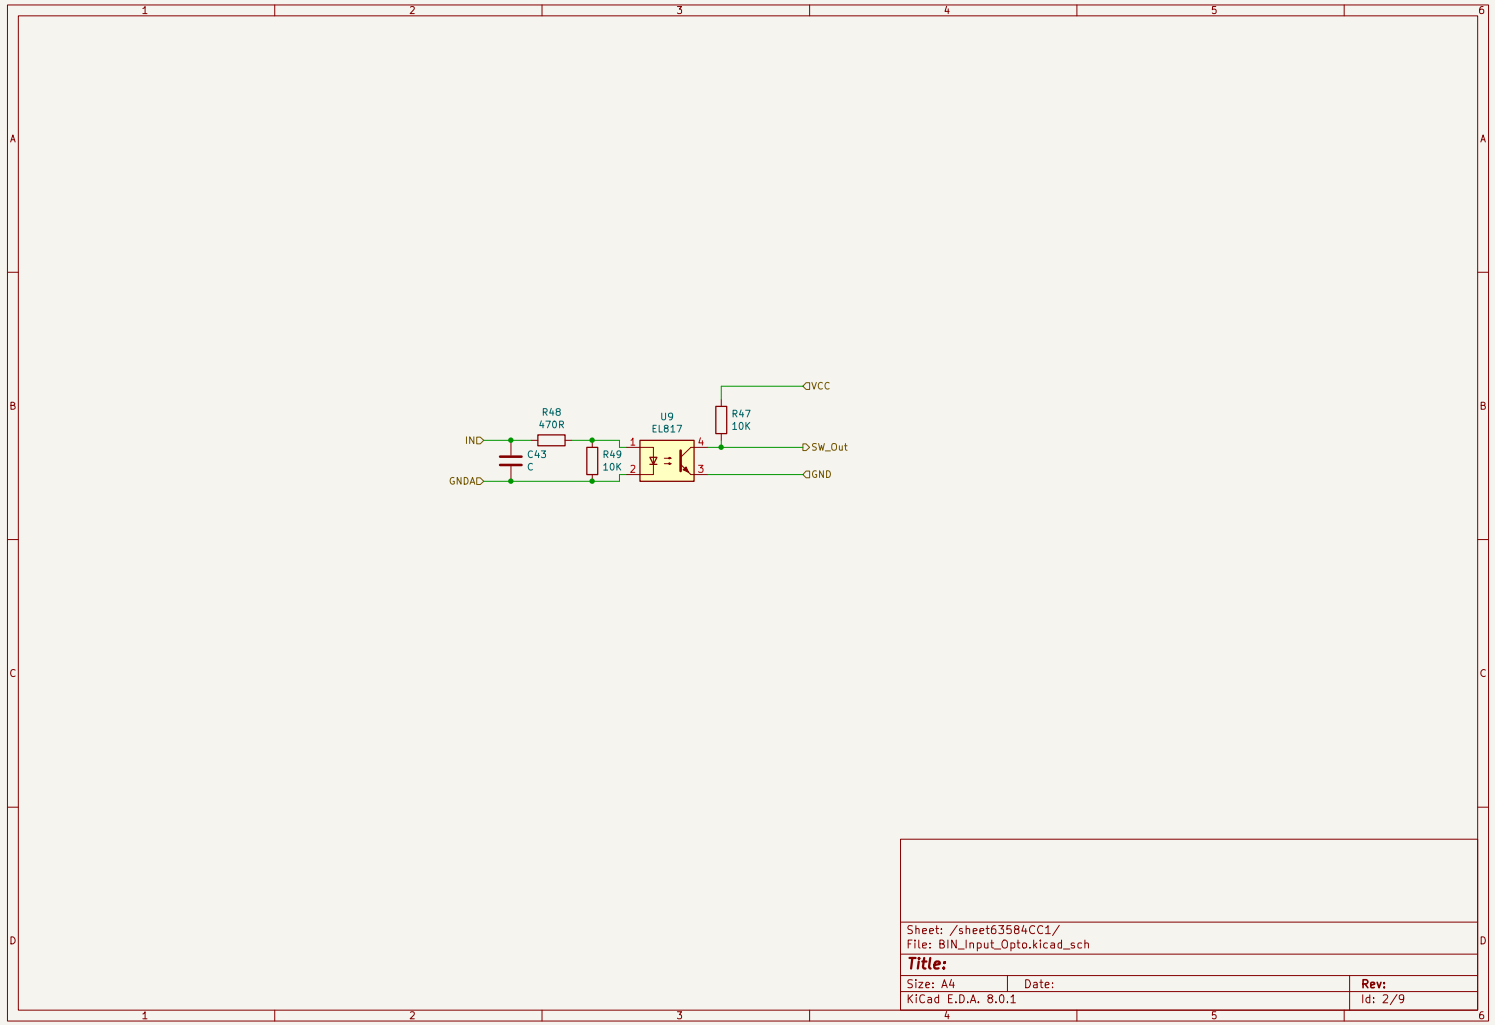 1 2 3 4 5 6
A A
VCC
B B
R48
470R
U9
EL817
R47
10K
IN
1 4
SW_Out
C43
C
R49
10K
2 3
GND
GNDA
C C
Sheet: /sheet63584CC1/
File: BIN_Input_Opto.kicad_sch
D D
Title:
Size: A4 Date: Rev:
KiCad E.D.A. 8.0.1 Id: 2/9
1 2 3 4 5 6